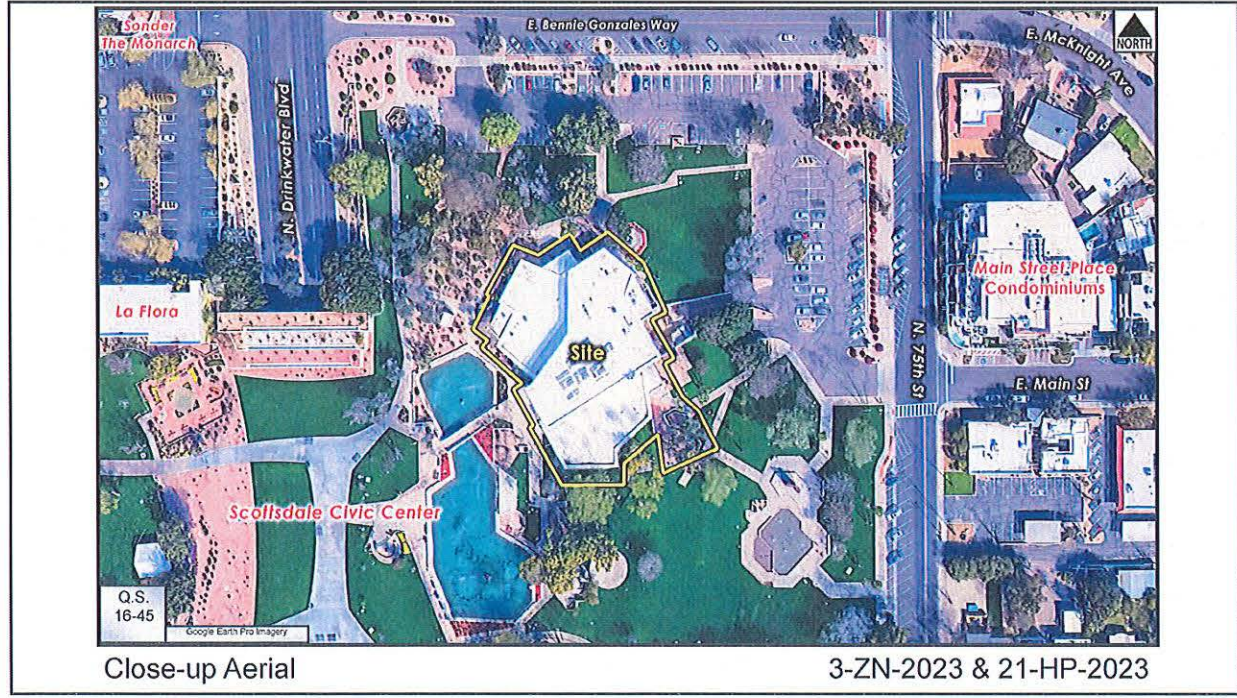 Sonder
The Monarch
E. Bennie Gonzales Way
NORTH
E. McKnight Ave
N. Drinkwater Blvd
La Flora
Site
Main Street Place
Condominiums
N. 75th St
E. Main St
Scottsdale Civic Center
Q.S.
16-45
Google Earth Pro Imagery
Close-up Aerial
3-ZN-2023 & 21-HP-2023